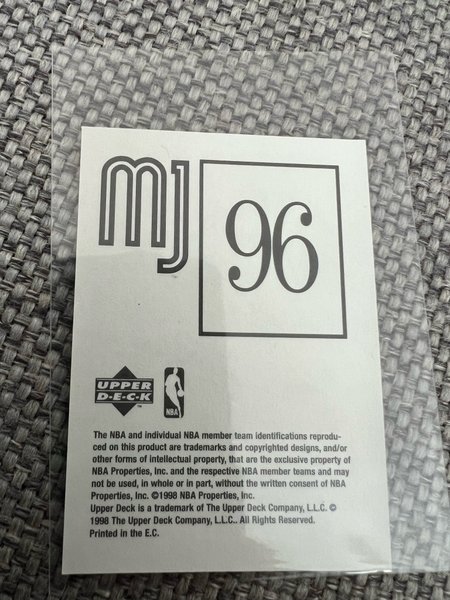 MJ
96
UPPER
D·E·C·K
TM
NBA
The NBA and individual NBA member team identifications reprodu-
ced on this product are trademarks and copyrighted designs, and/or
other forms of intellectual property, that are the exclusive property of
NBA Properties, Inc. and the respective NBA member teams and may
not be used, in whole or in part, without the written consent of NBA
Properties, Inc. ©1998 NBA Properties, Inc.
Upper Deck is a trademark of The Upper Deck Company, L.L.C. ©
1998 The Upper Deck Company, L.L.C.. All Rights Reserved.
Printed in the E.C.